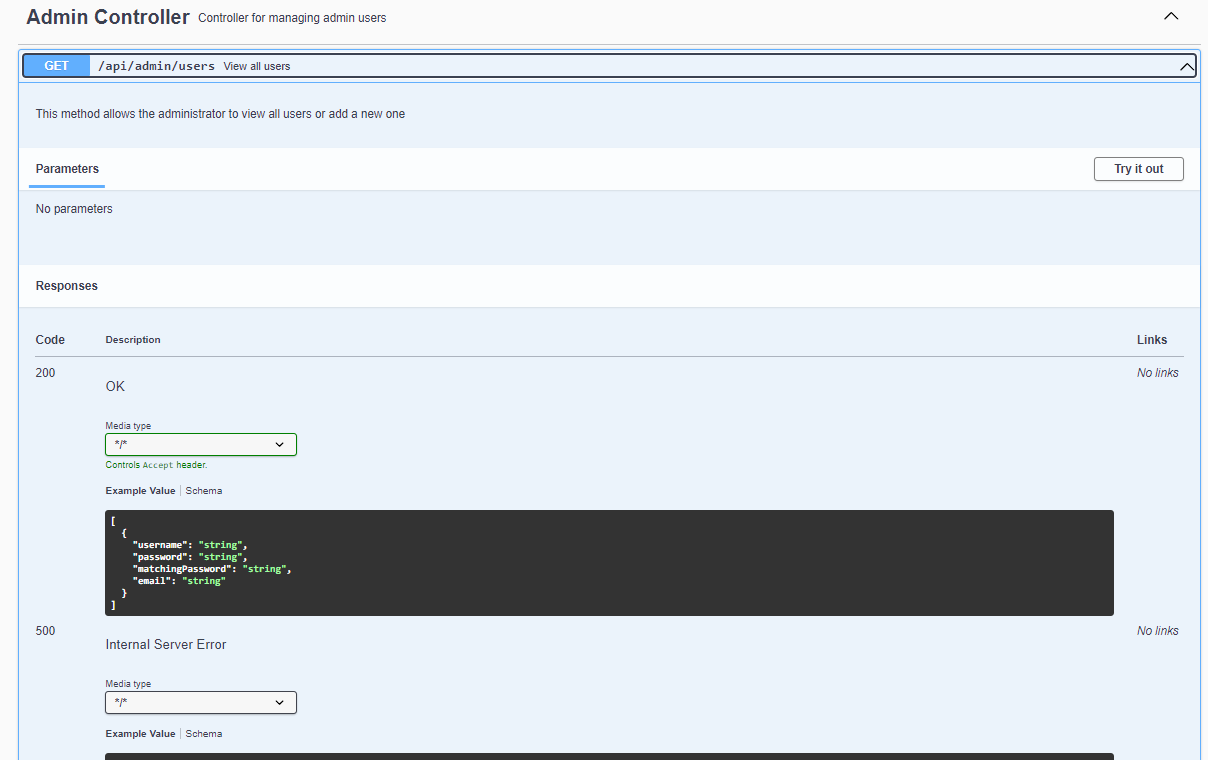 Admin Controller Controller for managing admin users
GET /api/admin/users View all users
This method allows the administrator to view all users or add a new one
Parameters Try it out
No parameters
Responses
Code Description Links
200 No links
OK
Media type
*/*
Controls Accept header.
Example Value Schema
[
  {
    "username": "string",
    "password": "string",
    "matchingPassword": "string",
    "email": "string"
  }
]
500 No links
Internal Server Error
Media type
*/*
Example Value Schema